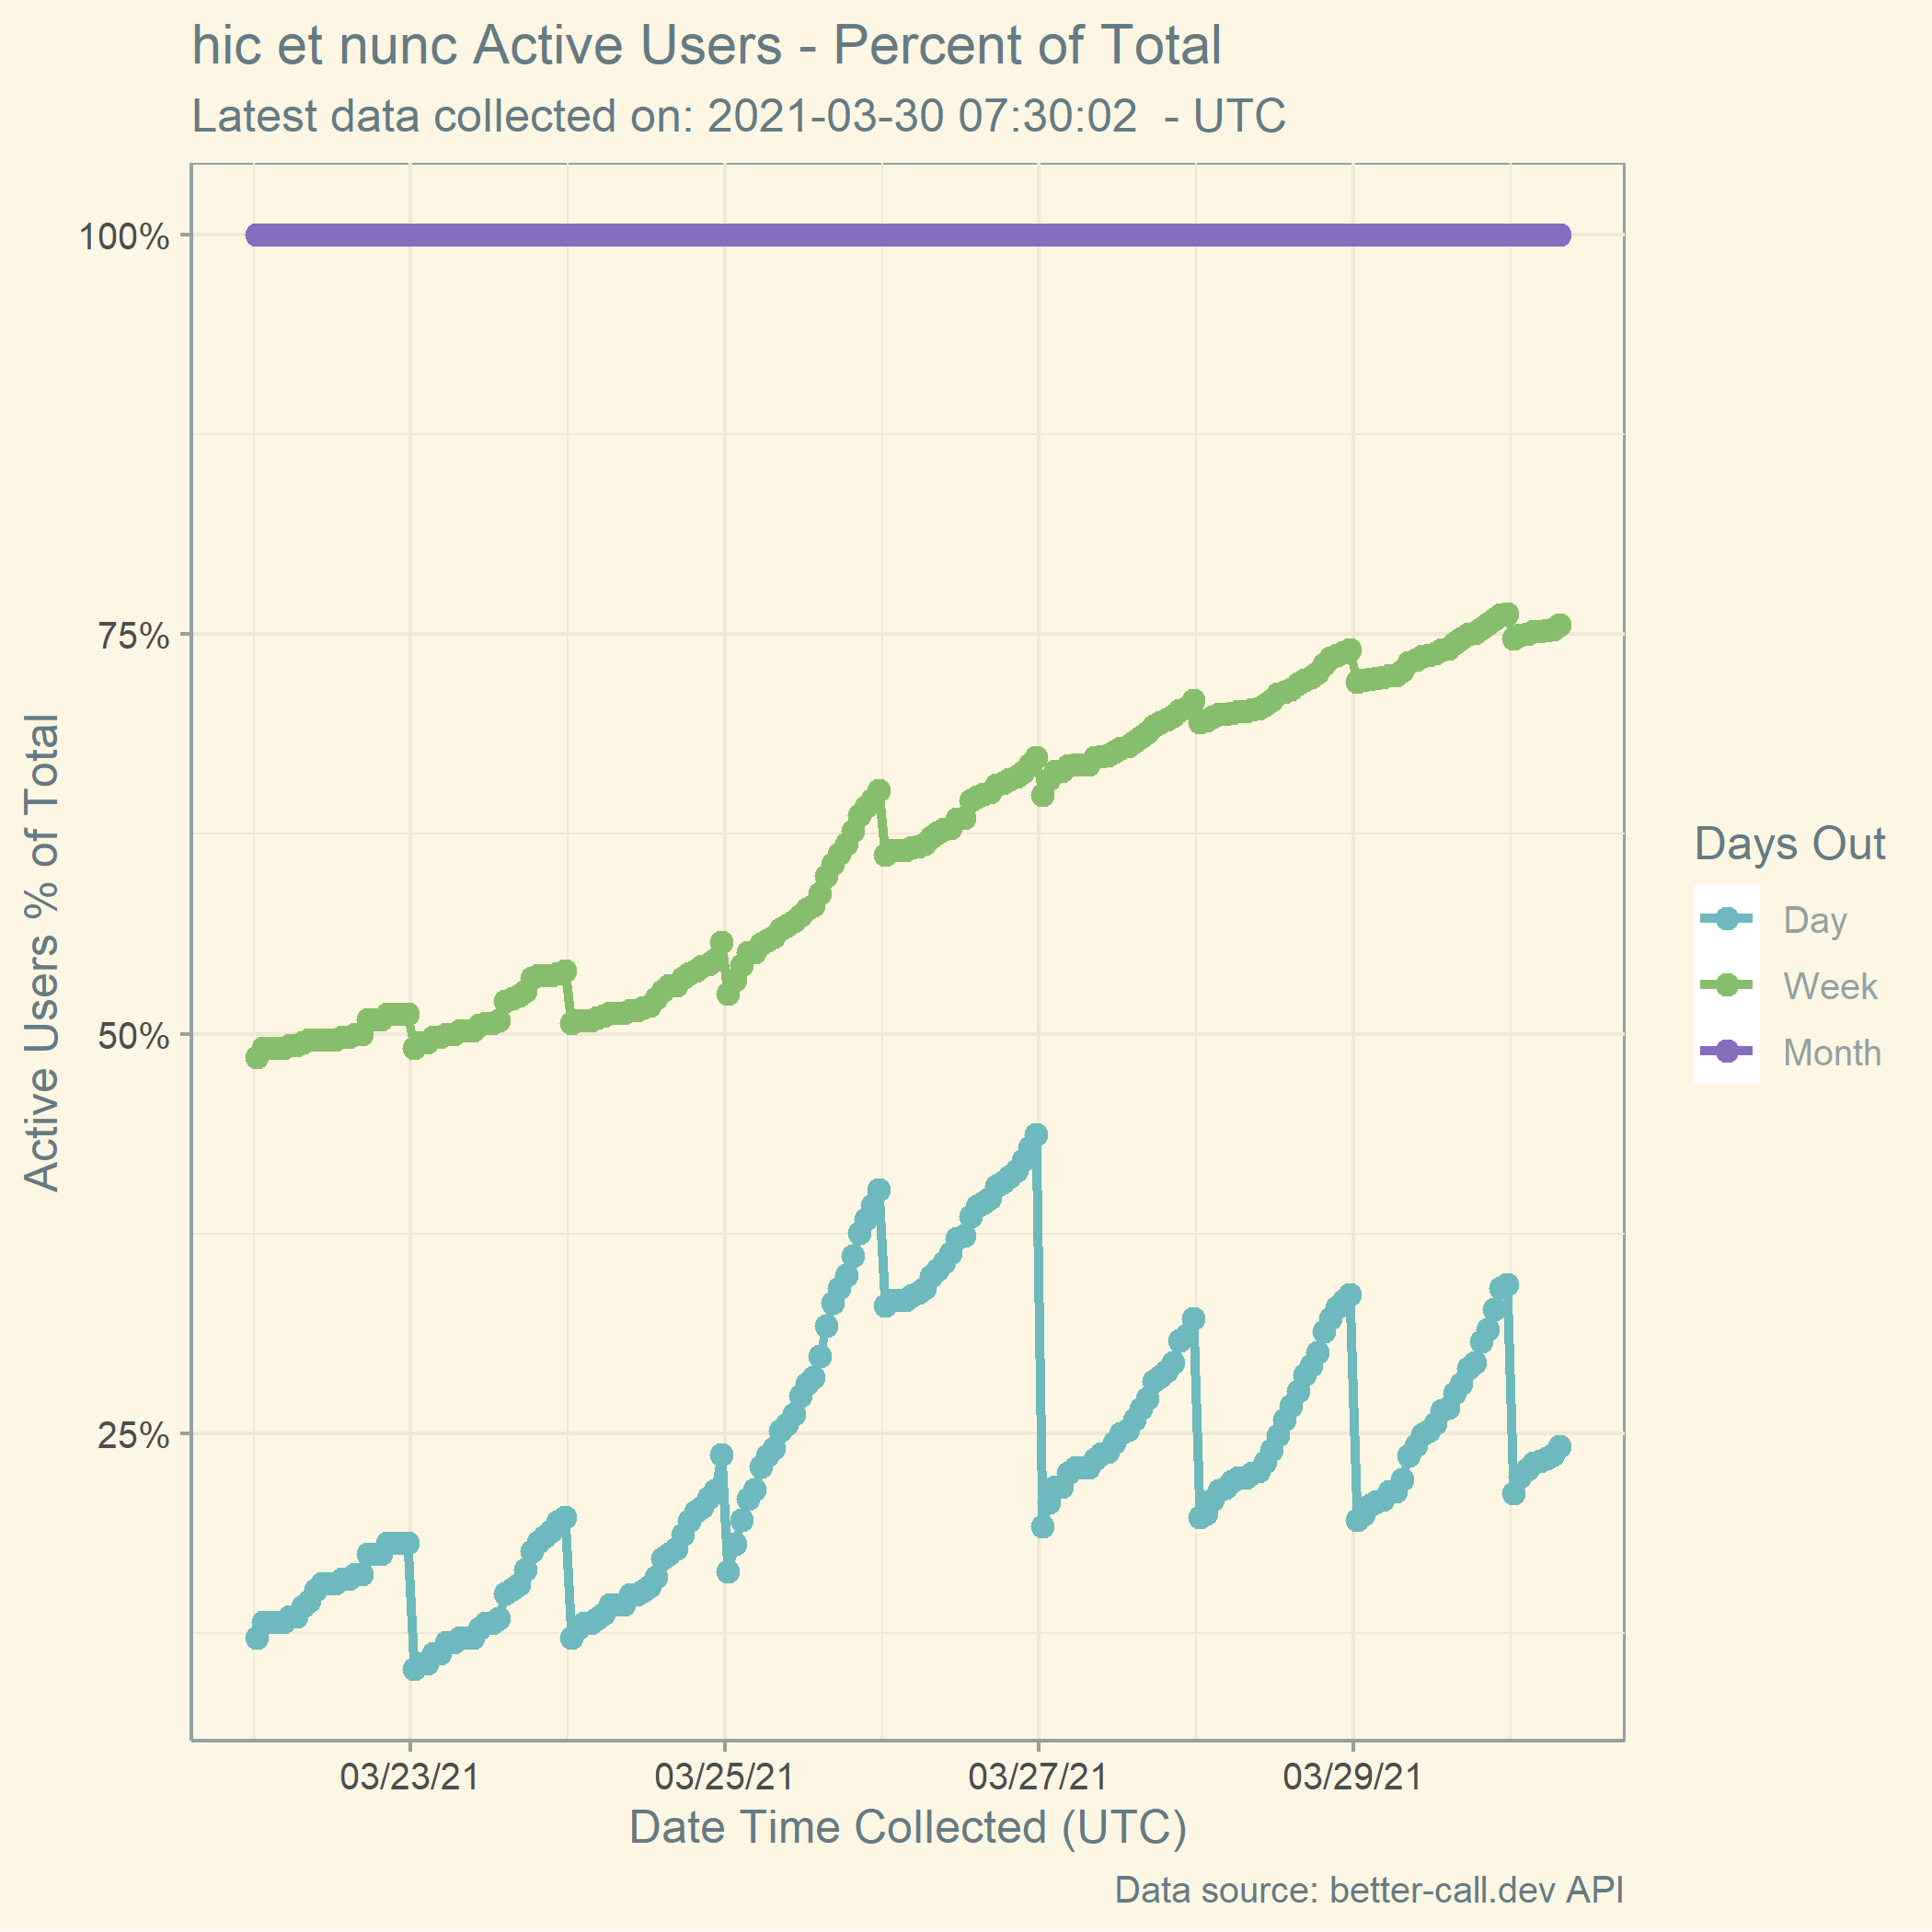 hic et nunc Active Users - Percent of Total
Latest data collected on: 2021-03-30 07:30:02  - UTC
100%
75%
50%
25%
Active Users % of Total
03/23/21
03/25/21
03/27/21
03/29/21
Date Time Collected (UTC)
Days Out
Day
Week
Month
Data source: better-call.dev API